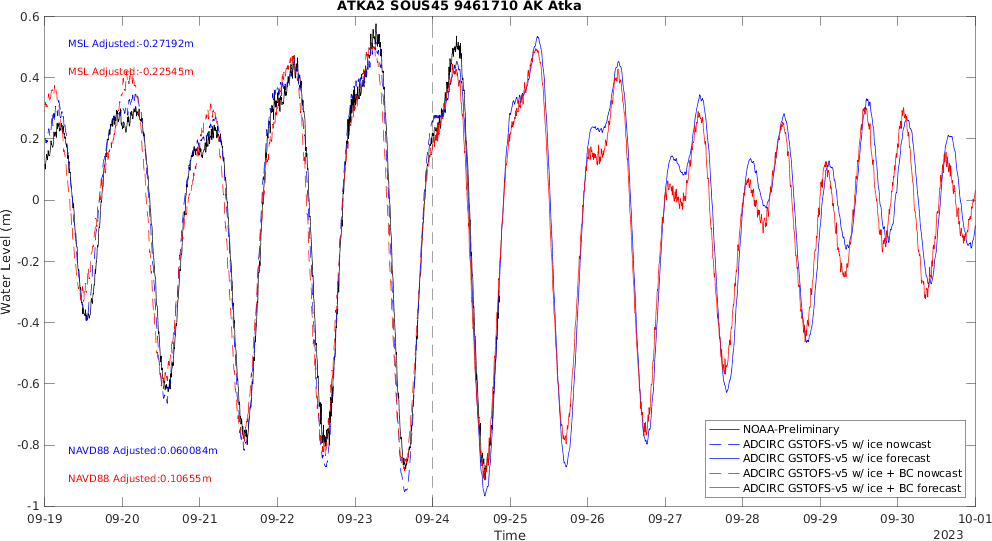 ATKA2 SOUS45 9461710 AK Atka
MSL Adjusted:-0.27192m
MSL Adjusted:-0.22545m
NAVD88 Adjusted:0.060084m
NAVD88 Adjusted:0.10655m
0.6
0.4
0.2
0
-0.2
-0.4
-0.6
-0.8
-1
Water Level (m)
NOAA-Preliminary
ADCIRC GSTOFS-v5 w/ ice nowcast
ADCIRC GSTOFS-v5 w/ ice forecast
ADCIRC GSTOFS-v5 w/ ice + BC nowcast
ADCIRC GSTOFS-v5 w/ ice + BC forecast
09-19 09-20 09-21 09-22 09-23 09-24 09-25 09-26 09-27 09-28 09-29 09-30 10-01
Time
2023